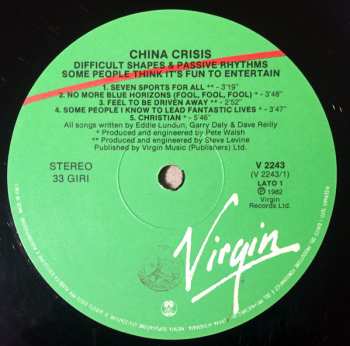 CHINA CRISIS
DIFFICULT SHAPES & PASSIVE RHYTHMS
SOME PEOPLE THINK IT'S FUN TO ENTERTAIN
1. SEVEN SPORTS FOR ALL ** - 3'19"
2. NO MORE BLUE HORIZONS (FOOL, FOOL, FOOL) * - 3'48"
3. FEEL TO BE DRIVEN AWAY ** - 2'52"
4. SOME PEOPLE I KNOW TO LEAD FANTASTIC LIVES * - 3'47"
5. CHRISTIAN * - 5'46"
All songs written by Eddie Lundun, Garry Daly & Dave Reilly
* Produced and engineered by Pete Walsh
** Produced and engineered by Steve Levine
Published by Virgin Music (Publishers) Ltd.
STEREO
33 GIRI
V 2243
(V 2243/1)
LATO 1
℗ 1982
Virgin
Records Ltd.
Virgin